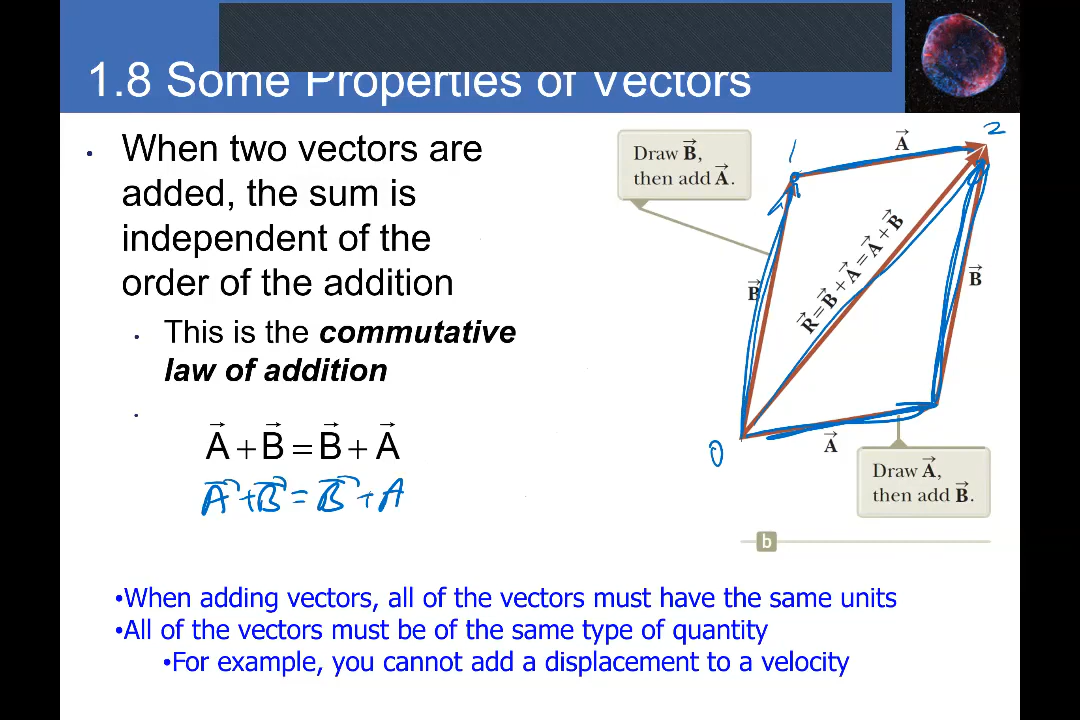 1.8 Some Properties of Vectors
• When two vectors are
added, the sum is
independent of the
order of the addition
• This is the commutative
law of addition
•
A⃗ + B⃗ = B⃗ + A⃗
A⃗ + B⃗ = B⃗ + A
Draw B⃗,
then add A⃗.
1
A⃗
2
B⃗
R⃗ = B⃗ + A⃗ = A⃗ + B⃗
B⃗
0
A⃗
Draw A⃗,
then add B⃗.
b
•When adding vectors, all of the vectors must have the same units
•All of the vectors must be of the same type of quantity
•For example, you cannot add a displacement to a velocity